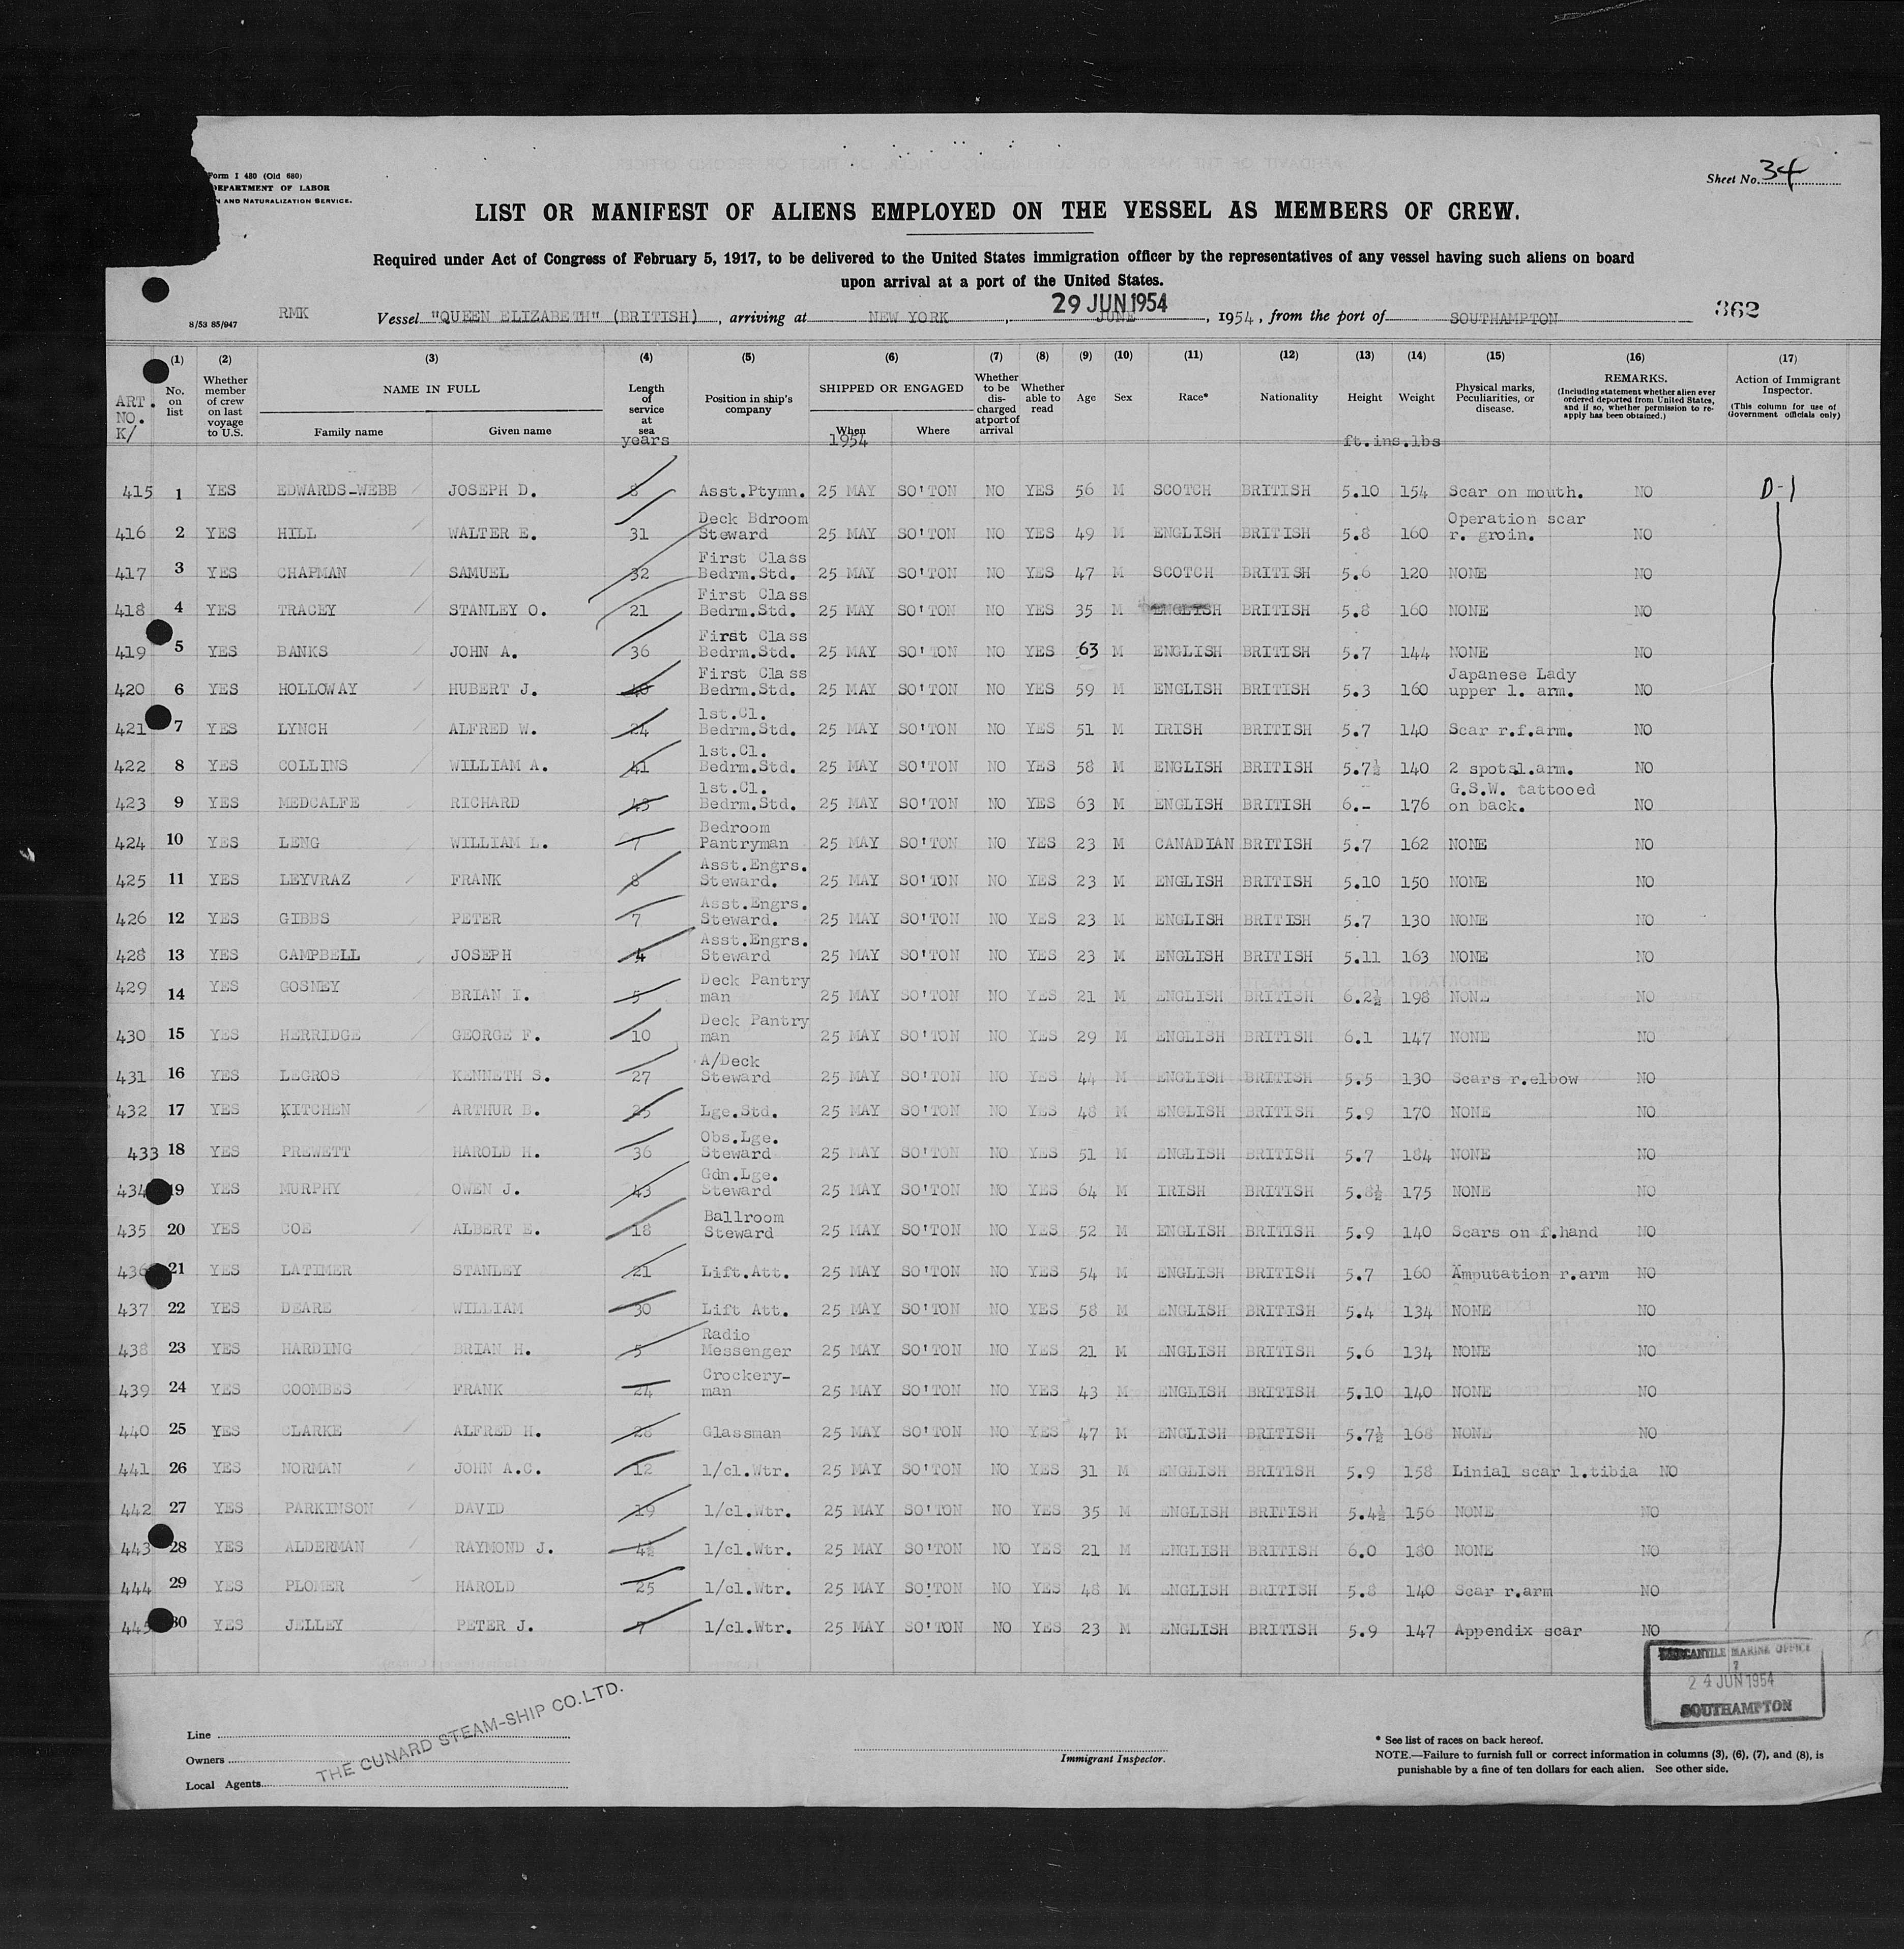 Form I 480 (Old 680)
DEPARTMENT OF LABOR
N AND NATURALIZATION SERVICE.
Sheet No. 34
LIST OR MANIFEST OF ALIENS EMPLOYED ON THE VESSEL AS MEMBERS OF CREW.
Required under Act of Congress of February 5, 1917, to be delivered to the United States immigration officer by the representatives of any vessel having such aliens on board
upon arrival at a port of the United States.
8/53 85/947 RMK Vessel "QUEEN ELIZABETH" (BRITISH), arriving at NEW YORK, 29 JUN 1954 JUNE, 1954, from the port of SOUTHAMPTON 362
(1) (2) (3) (4) (5) (6) (7) (8) (9) (10) (11) (12) (13) (14) (15) (16) (17)
ART. NO. K/ No. on list Whether member of crew on last voyage to U.S. NAME IN FULL Family name Given name Length of service at sea years Position in ship's company SHIPPED OR ENGAGED When 1954 Where Whether to be discharged at port of arrival Whether able to read Age Sex Race* Nationality Height Weight ft.ins.lbs Physical marks, Peculiarities, or disease. REMARKS. (Including statement whether alien ever ordered deported from United States, and if so, whether permission to re-apply has been obtained.) Action of Immigrant Inspector. (This column for use of Government officials only)
415 1 YES EDWARDS-WEBB JOSEPH D. 8 Asst.Ptymn. 25 MAY SO'TON NO YES 56 M SCOTCH BRITISH 5.10 154 Scar on mouth. NO D-1
416 2 YES HILL WALTER E. 31 Deck Bdroom Steward 25 MAY SO'TON NO YES 49 M ENGLISH BRITISH 5.8 160 Operation scar r. groin. NO
417 3 YES CHAPMAN SAMUEL 32 First Class Bedrm.Std. 25 MAY SO'TON NO YES 47 M SCOTCH BRITISH 5.6 120 NONE NO
418 4 YES TRACEY STANLEY O. 21 First Class Bedrm.Std. 25 MAY SO'TON NO YES 35 M ENGLISH BRITISH 5.8 160 NONE NO
419 5 YES BANKS JOHN A. 36 First Class Bedrm.Std. 25 MAY SO'TON NO YES 63 M ENGLISH BRITISH 5.7 144 NONE NO
420 6 YES HOLLOWAY HUBERT J. 40 First Class Bedrm.Std. 25 MAY SO'TON NO YES 59 M ENGLISH BRITISH 5.3 160 Japanese Lady upper l. arm. NO
421 7 YES LYNCH ALFRED W. 24 1st.Cl. Bedrm.Std. 25 MAY SO'TON NO YES 51 M IRISH BRITISH 5.7 140 Scar r.f.arm. NO
422 8 YES COLLINS WILLIAM A. 41 1st.Cl. Bedrm.Std. 25 MAY SO'TON NO YES 58 M ENGLISH BRITISH 5.7½ 140 2 spotsl.arm. NO
423 9 YES MEDCALFE RICHARD 43 1st.Cl. Bedrm.Std. 25 MAY SO'TON NO YES 63 M ENGLISH BRITISH 6.- 176 G.S.W. tattooed on back. NO
424 10 YES LENG WILLIAM L. 7 Bedroom Pantryman 25 MAY SO'TON NO YES 23 M CANADIAN BRITISH 5.7 162 NONE NO
425 11 YES LEYVRAZ FRANK 8 Asst.Engrs. Steward. 25 MAY SO'TON NO YES 23 M ENGLISH BRITISH 5.10 150 NONE NO
426 12 YES GIBBS PETER 7 Asst.Engrs. Steward. 25 MAY SO'TON NO YES 23 M ENGLISH BRITISH 5.7 130 NONE NO
428 13 YES CAMPBELL JOSEPH 4 Asst.Engrs. Steward 25 MAY SO'TON NO YES 23 M ENGLISH BRITISH 5.11 163 NONE NO
429 14 YES GOSNEY BRIAN I. 5 Deck Pantry man 25 MAY SO'TON NO YES 21 M ENGLISH BRITISH 6.2½ 198 NONE NO
430 15 YES HERRIDGE GEORGE F. 10 Deck Pantry man 25 MAY SO'TON NO YES 29 M ENGLISH BRITISH 6.1 147 NONE NO
431 16 YES LEGROS KENNETH S. 27 A/Deck Steward 25 MAY SO'TON NO YES 44 M ENGLISH BRITISH 5.5 130 Scars r.elbow NO
432 17 YES KITCHEN ARTHUR B. 25 Lge.Std. 25 MAY SO'TON NO YES 48 M ENGLISH BRITISH 5.9 170 NONE NO
433 18 YES PREWETT HAROLD H. 36 Obs.Lge. Steward 25 MAY SO'TON NO YES 51 M ENGLISH BRITISH 5.7 184 NONE NO
434 19 YES MURPHY OWEN J. 43 Gdn.Lge. Steward 25 MAY SO'TON NO YES 64 M IRISH BRITISH 5.8½ 175 NONE NO
435 20 YES COE ALBERT E. 18 Ballroom Steward 25 MAY SO'TON NO YES 52 M ENGLISH BRITISH 5.9 140 Scars on f.hand NO
436 21 YES LATIMER STANLEY 21 Lift.Att. 25 MAY SO'TON NO YES 54 M ENGLISH BRITISH 5.7 160 Amputation r.arm NO
437 22 YES DEARE WILLIAM 30 Lift Att. 25 MAY SO'TON NO YES 58 M ENGLISH BRITISH 5.4 134 NONE NO
438 23 YES HARDING BRIAN H. 5 Radio Messenger 25 MAY SO'TON NO YES 21 M ENGLISH BRITISH 5.6 134 NONE NO
439 24 YES COOMBES FRANK 24 Crockery-man 25 MAY SO'TON NO YES 43 M ENGLISH BRITISH 5.10 140 NONE NO
440 25 YES CLARKE ALFRED H. 28 Glassman 25 MAY SO'TON NO YES 47 M ENGLISH BRITISH 5.7½ 168 NONE NO
441 26 YES NORMAN JOHN A.C. 12 1/cl.Wtr. 25 MAY SO'TON NO YES 31 M ENGLISH BRITISH 5.9 158 Linial scar l.tibia NO
442 27 YES PARKINSON DAVID 19 1/cl.Wtr. 25 MAY SO'TON NO YES 35 M ENGLISH BRITISH 5.4½ 156 NONE NO
443 28 YES ALDERMAN RAYMOND J. 4½ 1/cl.Wtr. 25 MAY SO'TON NO YES 21 M ENGLISH BRITISH 6.0 180 NONE NO
444 29 YES PLOMER HAROLD 25 1/cl.Wtr. 25 MAY SO'TON NO YES 48 M ENGLISH BRITISH 5.8 140 Scar r.arm NO
445 30 YES JELLEY PETER J. 7 1/cl.Wtr. 25 MAY SO'TON NO YES 23 M ENGLISH BRITISH 5.9 147 Appendix scar NO
MERCANTILE MARINE OFFICE
24 JUN 1954
SOUTHAMPTON
Line
Owners
Local Agents
THE CUNARD STEAM-SHIP CO. LTD.
Immigrant Inspector.
* See list of races on back hereof.
NOTE.—Failure to furnish full or correct information in columns (3), (6), (7), and (8), is
punishable by a fine of ten dollars for each alien. See other side.